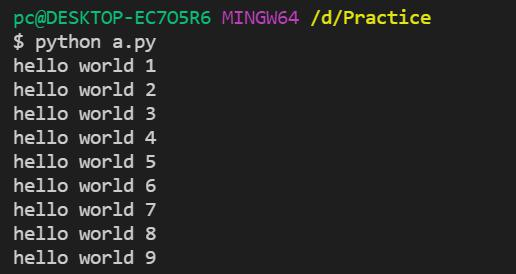 pc@DESKTOP-EC7O5R6 MINGW64 /d/Practice
$ python a.py
hello world 1
hello world 2
hello world 3
hello world 4
hello world 5
hello world 6
hello world 7
hello world 8
hello world 9